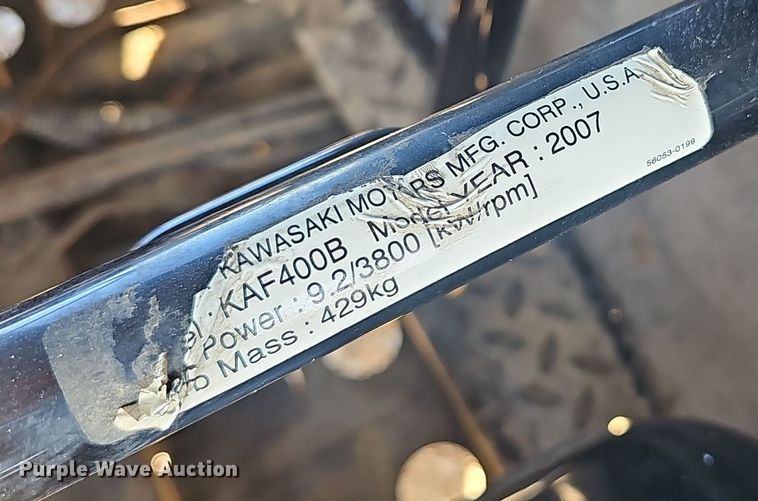 KAWASAKI MOTORS MFG. CORP., U.S.A.
KAF400B Model YEAR : 2007
Power : 9.2/3800 [kW/rpm]
Mass : 429kg
56053-0199
Purple Wave Auction